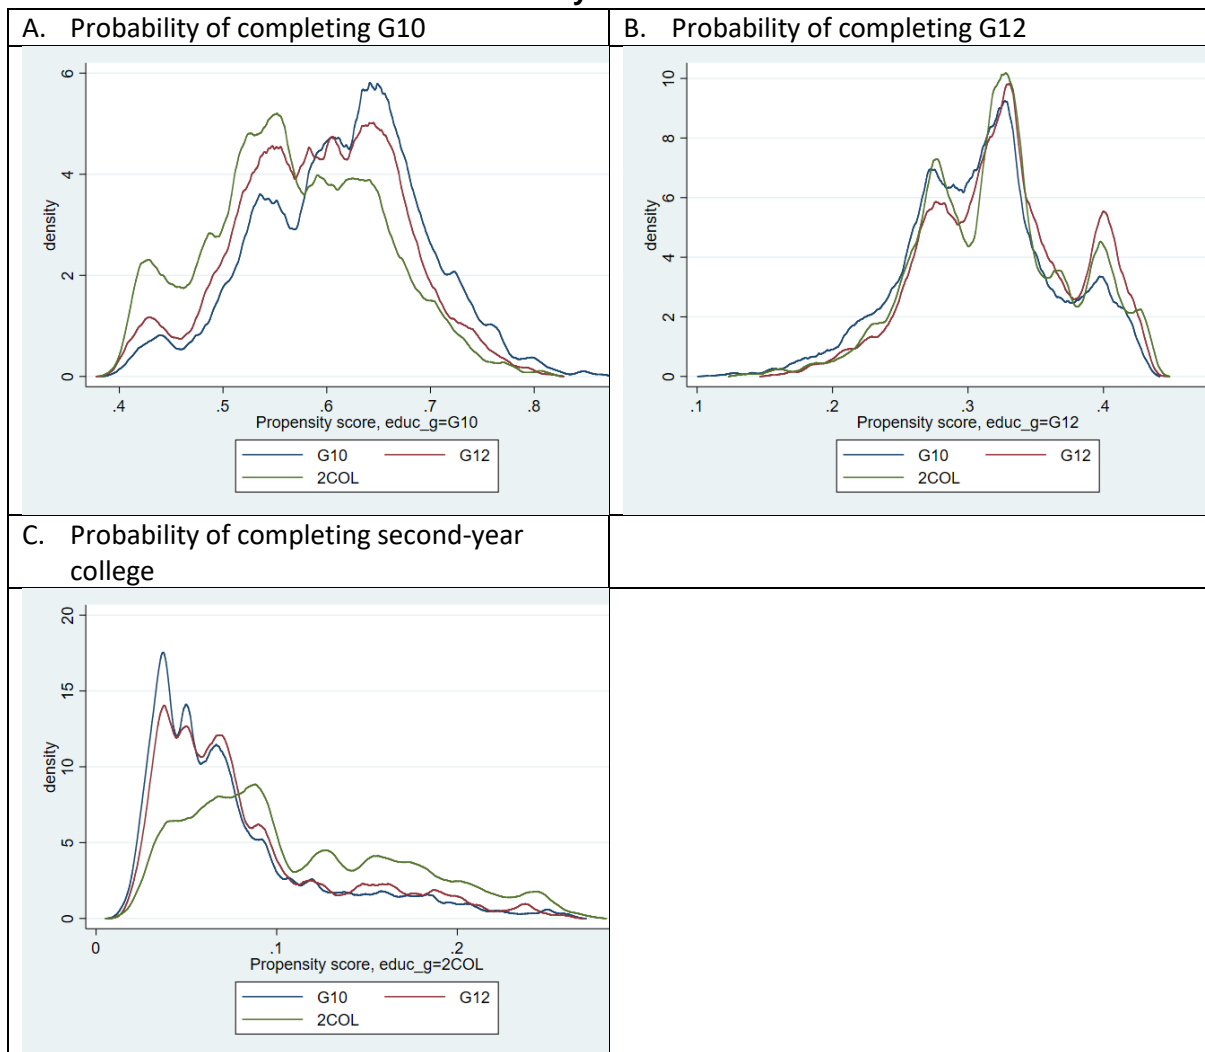 A. Probability of completing G10
B. Probability of completing G12
6
4
2
0
density
.4 .5 .6 .7 .8
Propensity score, educ_g=G10
G10 G12
2COL
10
8
6
4
2
0
density
.1 .2 .3 .4
Propensity score, educ_g=G12
G10 G12
2COL
C. Probability of completing second-year
college
20
15
10
5
0
density
0 .1 .2
Propensity score, educ_g=2COL
G10 G12
2COL